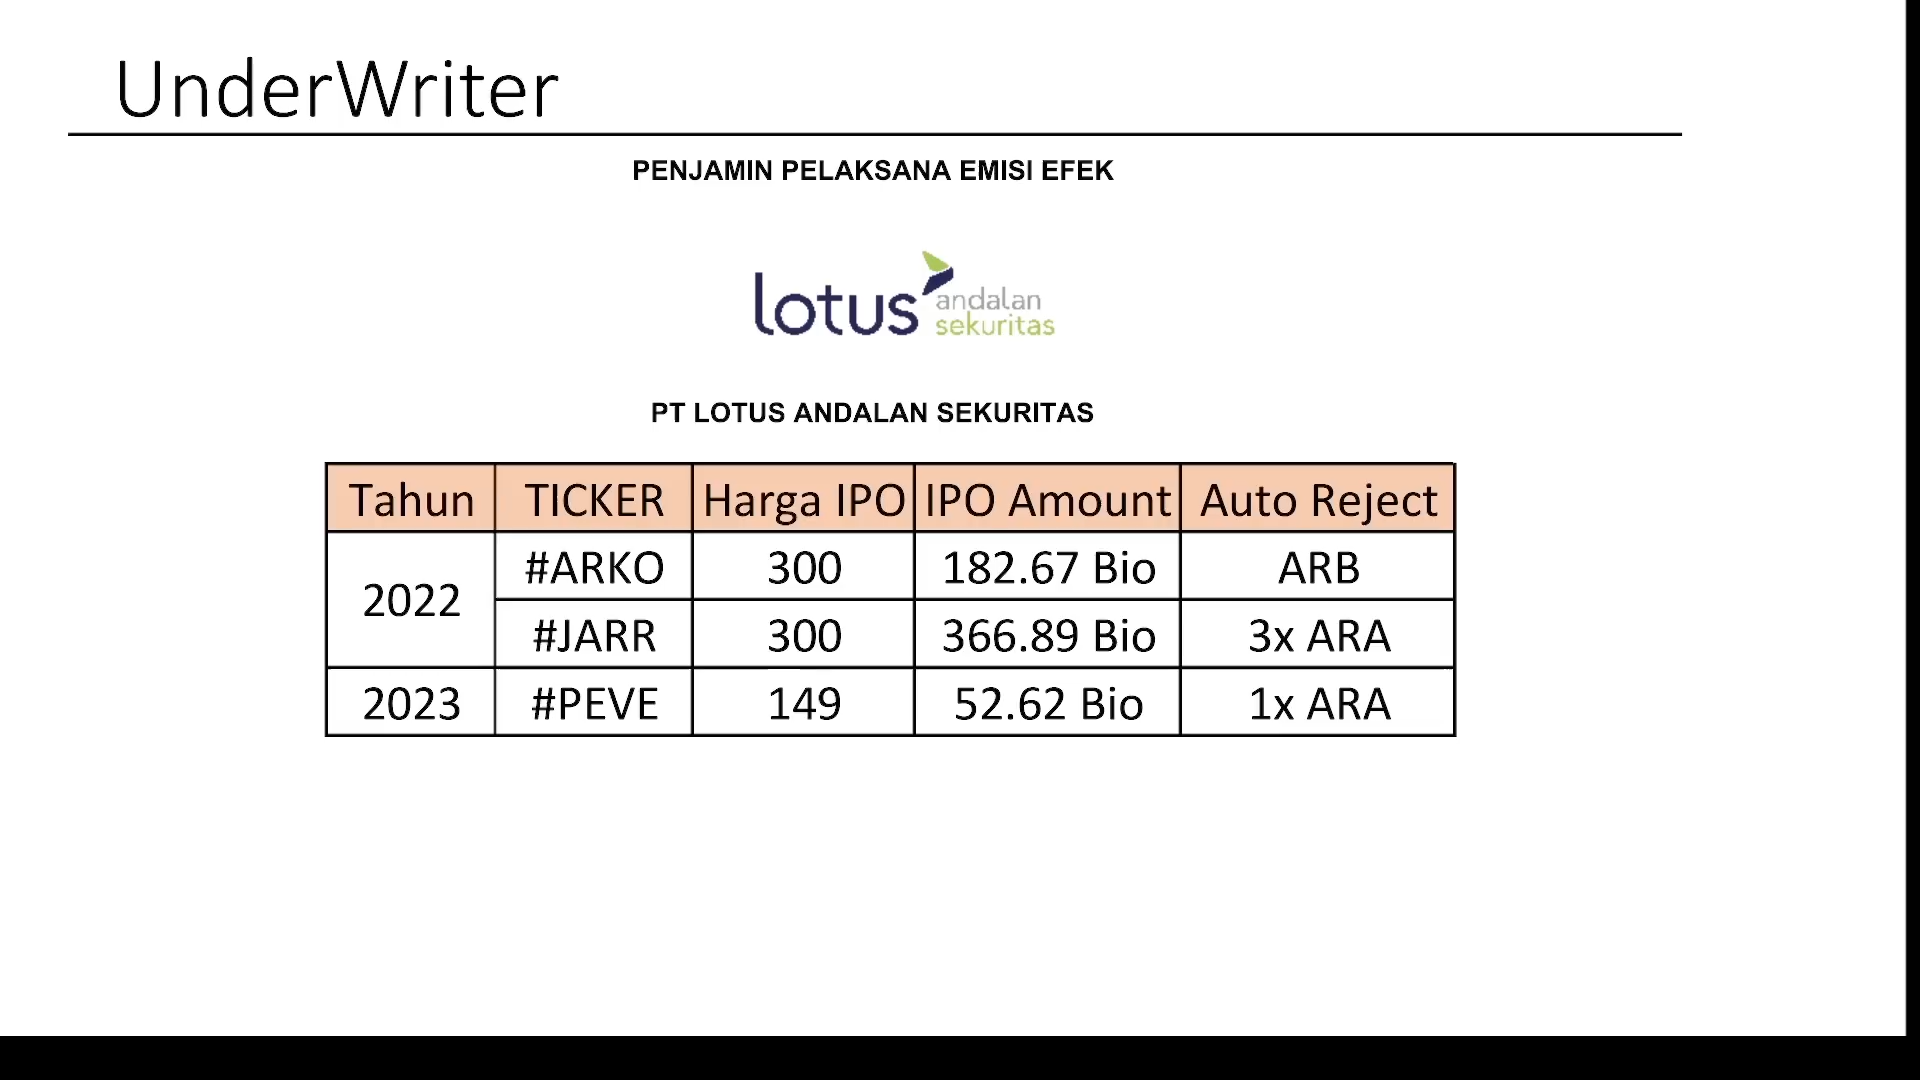 UnderWriter
PENJAMIN PELAKSANA EMISI EFEK
lotus andalan sekuritas
PT LOTUS ANDALAN SEKURITAS
Tahun TICKER Harga IPO IPO Amount Auto Reject
2022 #ARKO 300 182.67 Bio ARB
#JARR 300 366.89 Bio 3x ARA
2023 #PEVE 149 52.62 Bio 1x ARA